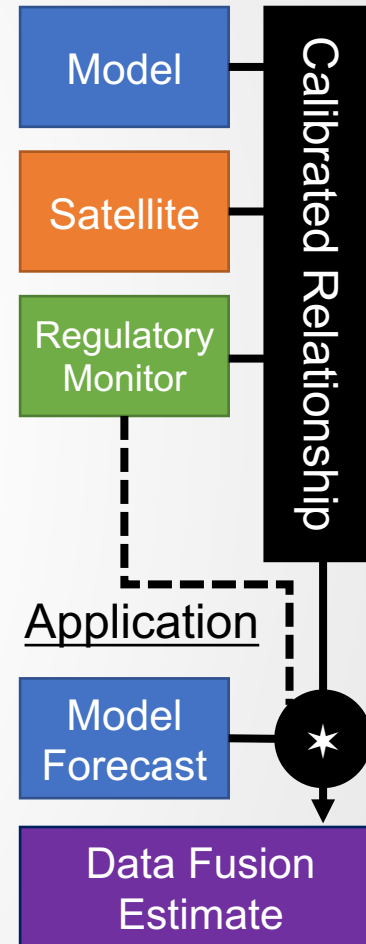 Model
Calibrated Relationship
Satellite
Regulatory
Monitor
Application
Model
Forecast
Data Fusion
Estimate